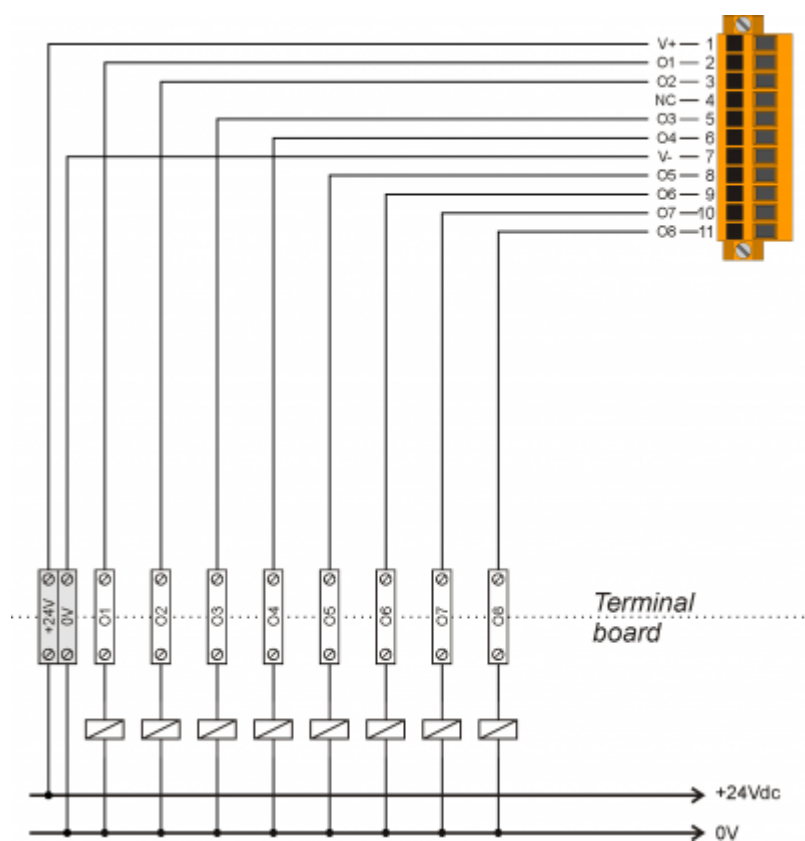 V+ 1
O1 2
O2 3
NC 4
O3 5
O4 6
V- 7
O5 8
O6 9
O7 10
O8 11
+24V 0V O1 O2 O3 O4 O5 O6 O7 O8
Terminal
board
+24Vdc
0V